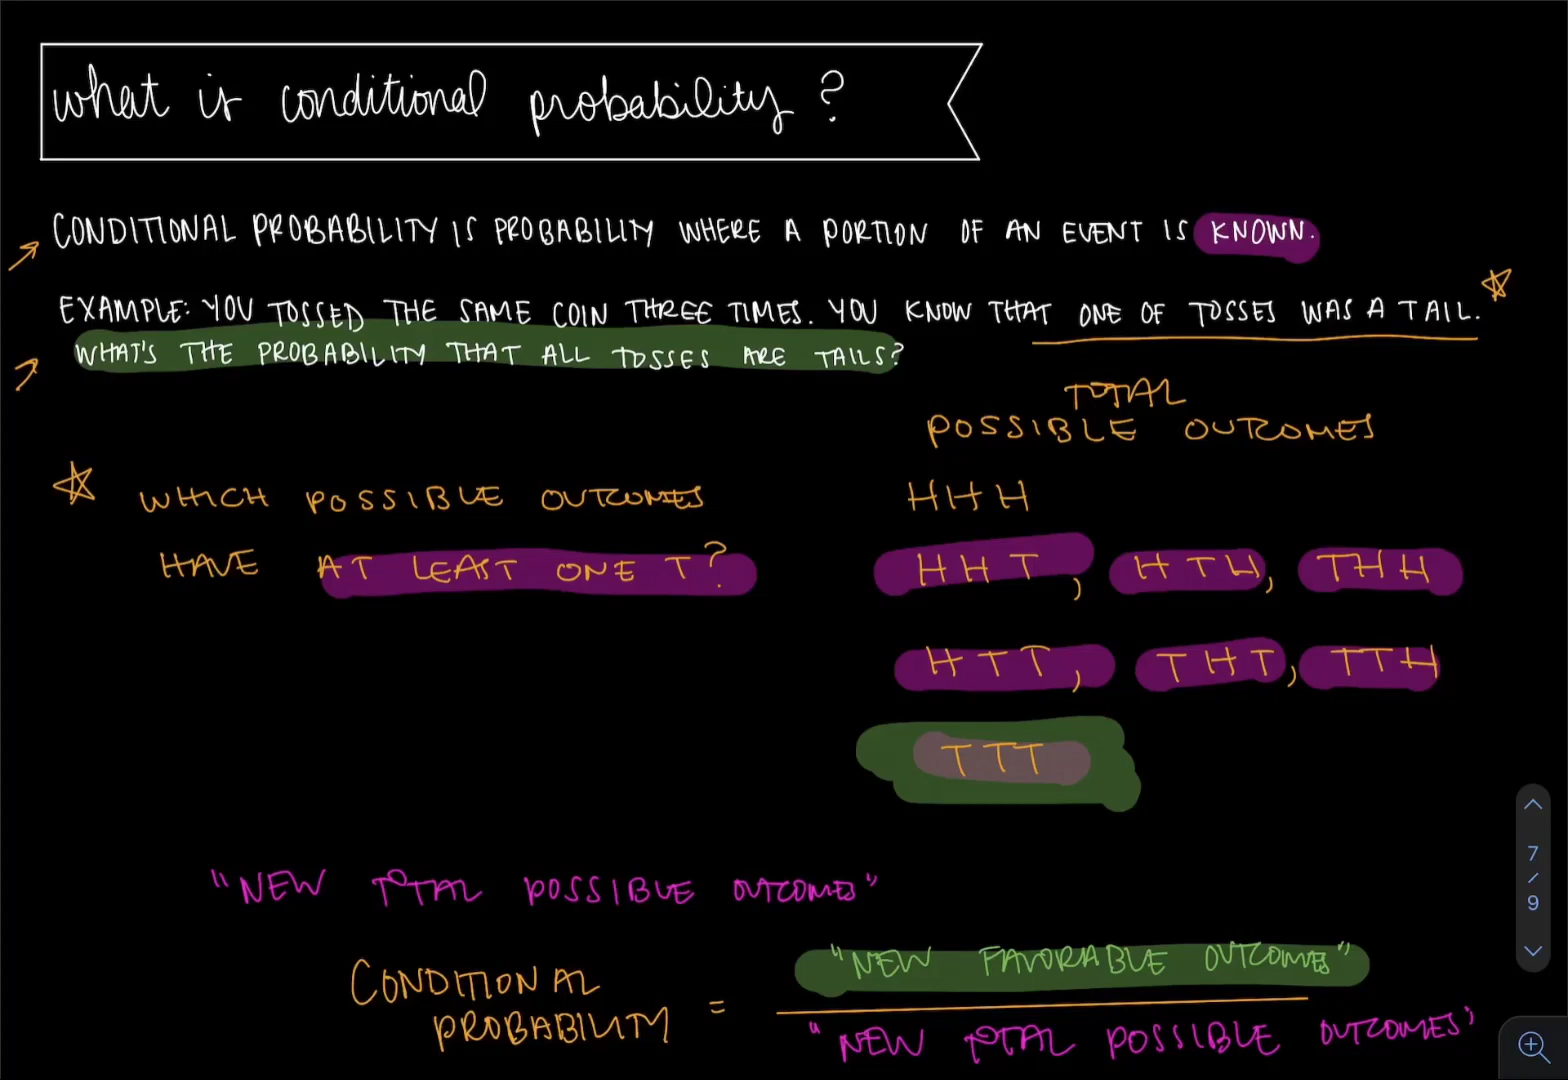 what is conditional probability?
CONDITIONAL PROBABILITY IS PROBABILITY WHERE A PORTION OF AN EVENT IS KNOWN.
EXAMPLE: YOU TOSSED THE SAME COIN THREE TIMES. YOU KNOW THAT ONE OF TOSSES WAS A TAIL.
WHAT'S THE PROBABILITY THAT ALL TOSSES ARE TAILS?
TOTAL
POSSIBLE OUTCOMES
WHICH POSSIBLE OUTCOMES
HAVE AT LEAST ONE T?
HHH
HHT, HTH, THH
HTT, THT, TTH
TTT
"NEW TOTAL POSSIBLE OUTCOMES"
CONDITIONAL
PROBABILITY =
"NEW FAVORABLE OUTCOMES"
"NEW TOTAL POSSIBLE OUTCOMES"
7
/
9